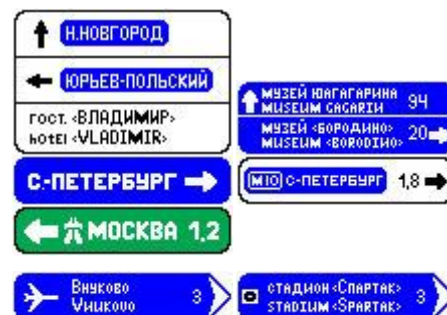 Н.НОВГОРОД
ЮРЬЕВ-ПОЛЬСКИЙ
ГОСТ. «ВЛАДИМИР»
HOTEL «VLADIMIR»
С.-ПЕТЕРБУРГ
МОСКВА 1,2
МУЗЕЙ ЮАГАГАРИНА 94
MUSEUM GAGARIN
МУЗЕЙ «БОРОДИНО» 20
MUSEUM «BORODINO»
М10 С-ПЕТЕРБУРГ 1,8
Внуково 3
Vnukovo
СТАДИОН «Спартак» 3
STADIUM «Spartak»